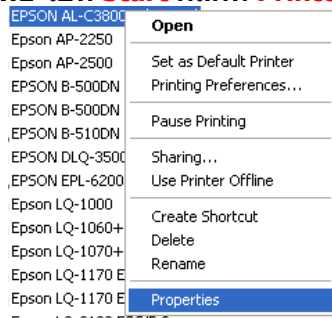 EPSON AL-C3800
Epson AP-2250
Epson AP-2500
EPSON B-500DN
EPSON B-500DN
EPSON B-510DN
EPSON DLQ-3500
EPSON EPL-6200
Epson LQ-1000
Epson LQ-1060+
Epson LQ-1070+
Epson LQ-1170 E
Epson LQ-1170 E
Open
Set as Default Printer
Printing Preferences...
Pause Printing
Sharing...
Use Printer Offline
Create Shortcut
Delete
Rename
Properties